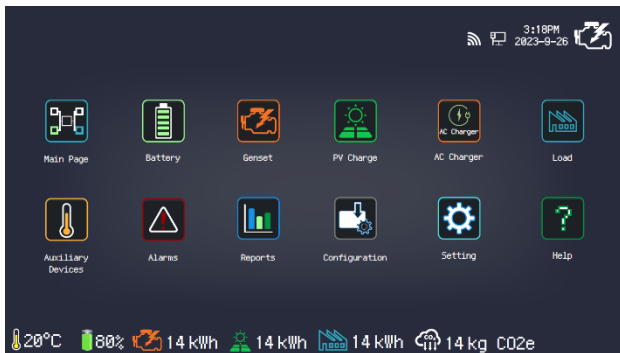 3:18PM
2023-9-26
AC Charger
Main Page
Battery
Genset
PV Charge
AC Charger
Load
?
Auxiliary
Devices
Alarms
Reports
Configuration
Setting
Help
20°C
80%
14 kWh
14 kWh
14 kWh
CO2
14 kg CO2e